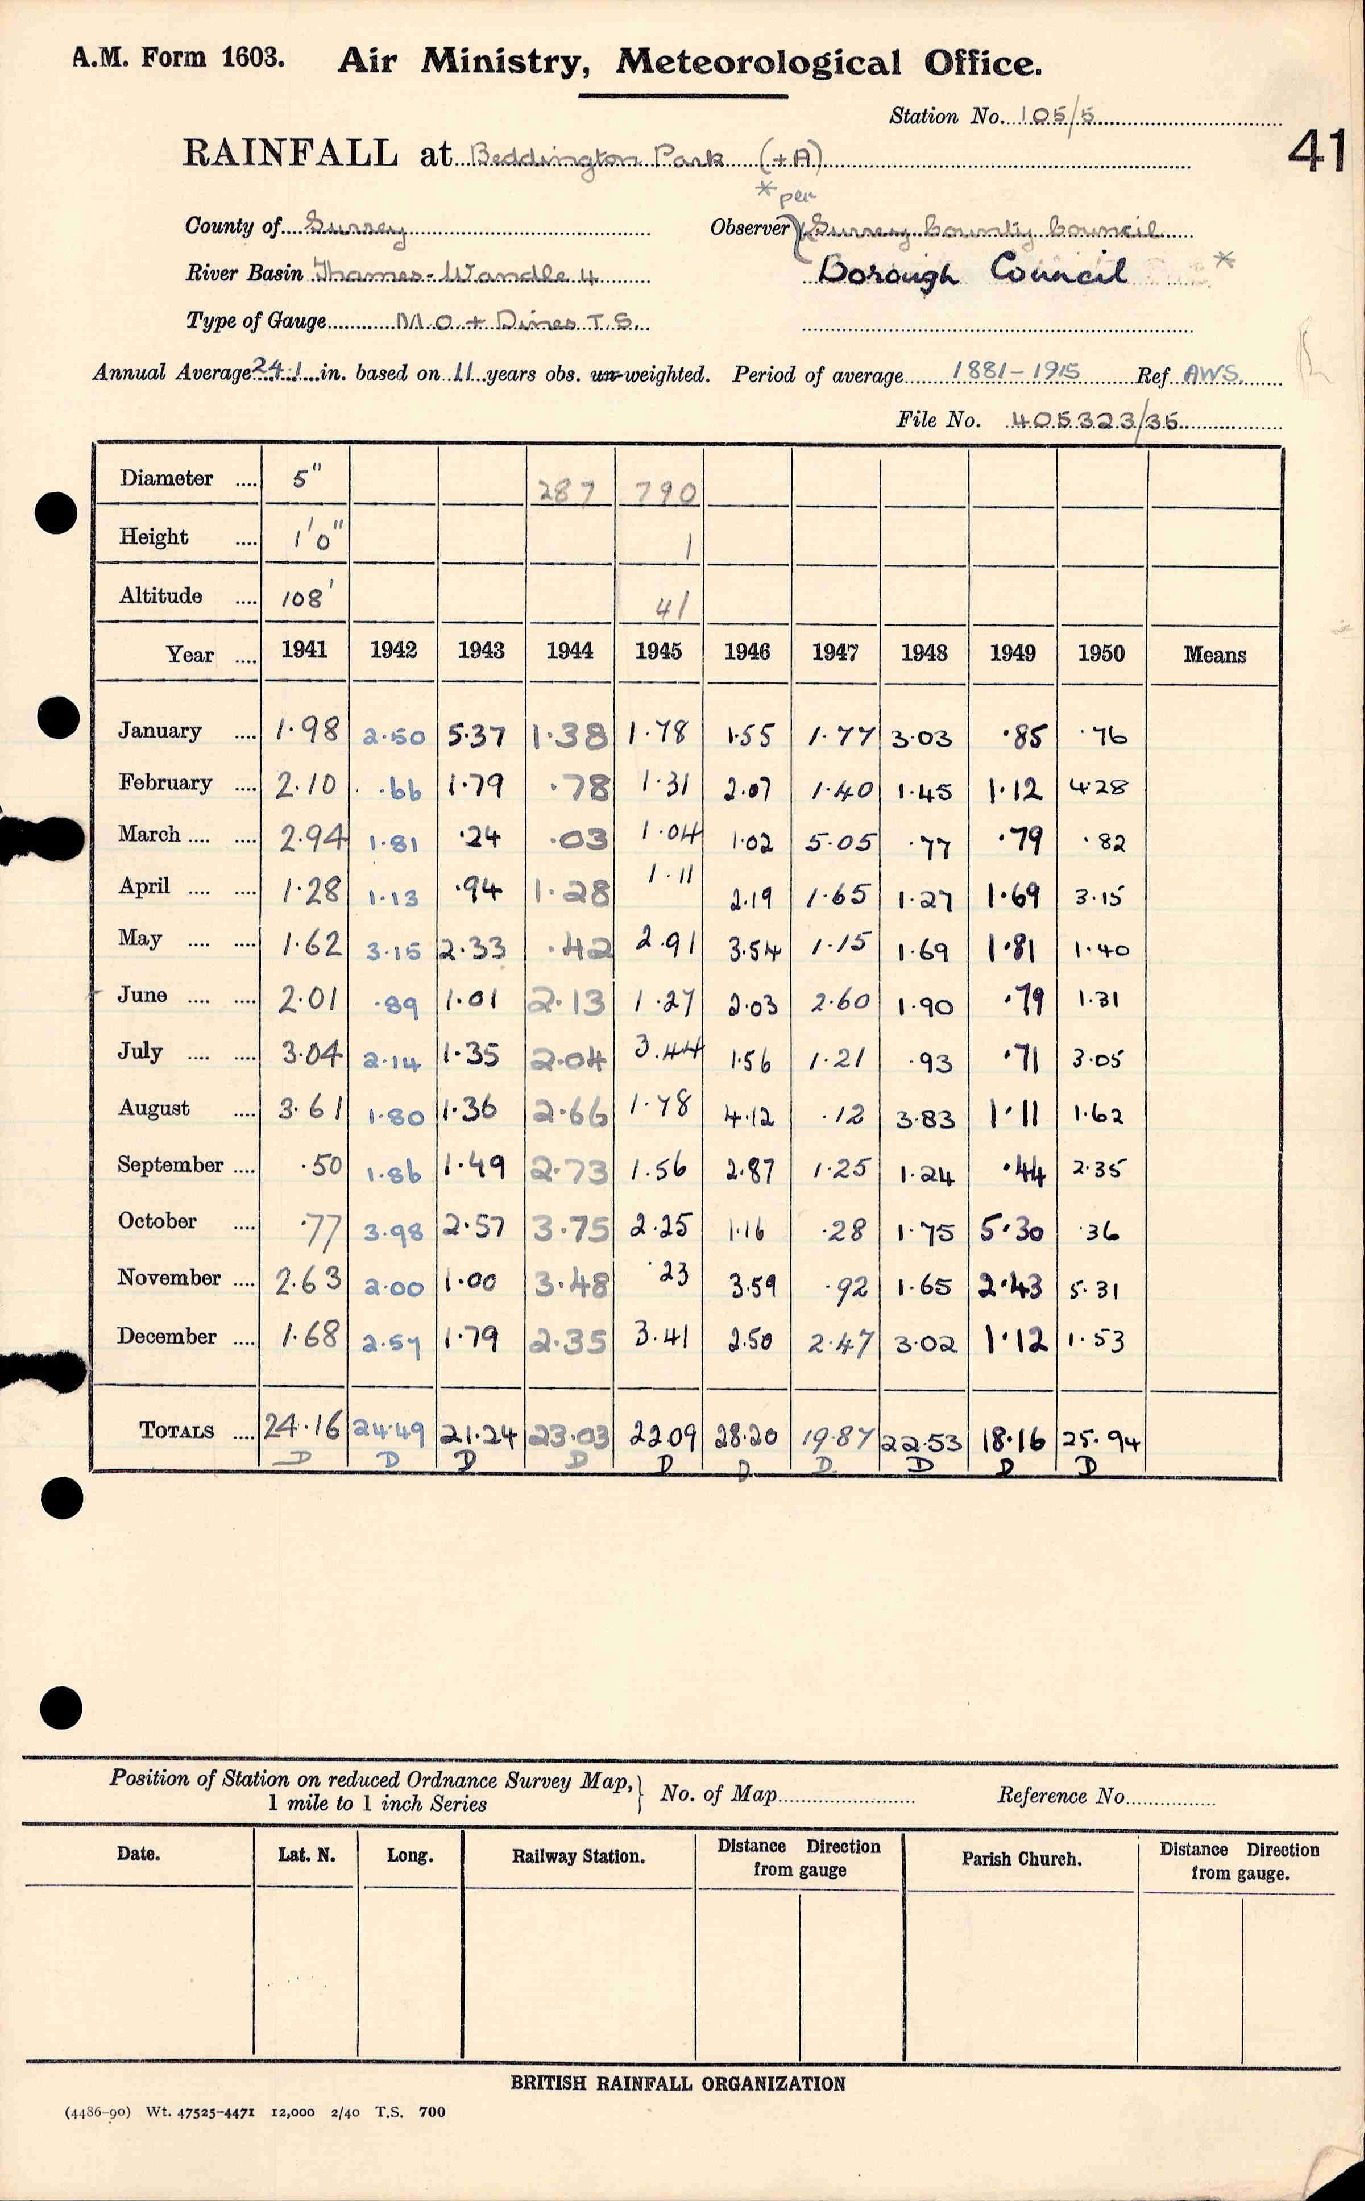 A.M. Form 1603. Air Ministry, Meteorological Office.
Station No. 105/5
41
RAINFALL at Beddington Park (+A)
* per
County of Surrey Observer Surrey County Council
River Basin Thames-Wandle 4 Borough Council *
Type of Gauge M.O + Dines T.S.
Annual Average 24.1 in. based on 11 years obs. un-weighted. Period of average 1881-1915 Ref AWS.
File No. 405323/35
Diameter .... 5" 287 790
Height .... 1'0" 1
Altitude .... 108' 41
Year .... 1941 1942 1943 1944 1945 1946 1947 1948 1949 1950 Means
January .... 1.98 2.50 5.37 1.38 1.78 1.55 1.77 3.03 .85 .76
February .... 2.10 .66 1.79 .78 1.31 2.07 1.40 1.45 1.12 4.28
March .... .... 2.94 1.81 .24 .03 1.04 1.02 5.05 .77 .79 .82
April .... .... 1.28 1.13 .94 1.28 1.11 2.19 1.65 1.27 1.69 3.15
May .... .... 1.62 3.15 2.33 .42 2.91 3.54 1.15 1.69 1.81 1.40
June .... .... 2.01 .89 1.01 2.13 1.27 2.03 2.60 1.90 .79 1.31
July .... .... 3.04 2.14 1.35 2.04 3.44 1.56 1.21 .93 .71 3.05
August .... 3.61 1.80 1.36 2.66 1.78 4.12 .12 3.83 1.11 1.62
September .... .50 1.86 1.49 2.73 1.56 2.87 1.25 1.24 .44 2.35
October .... .77 3.98 2.57 3.75 2.25 1.16 .28 1.75 5.30 .36
November .... 2.63 2.00 1.00 3.48 .23 3.59 .92 1.65 2.43 5.31
December .... 1.68 2.57 1.79 2.35 3.41 2.50 2.47 3.02 1.12 1.53
TOTALS .... 24.16 24.49 21.24 23.03 22.09 28.20 19.87 22.53 18.16 25.94
D D D D D D D D D D
Position of Station on reduced Ordnance Survey Map,} No. of Map Reference No.
1 mile to 1 inch Series
Date. Lat. N. Long. Railway Station. Distance Direction from gauge Parish Church. Distance Direction from gauge.
BRITISH RAINFALL ORGANIZATION
(4486-90) Wt. 47525-4471 12,000 2/40 T.S. 700